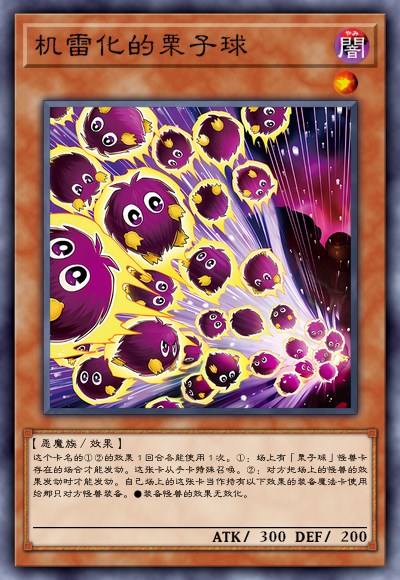 机雷化的栗子球
やみ
闇
【恶魔族／效果】
这个卡名的①②的效果1回合各能使用1次。①：场上有「栗子球」怪兽卡
存在的场合才能发动。这张卡从手卡特殊召唤。②：对方把场上的怪兽的效
果发动时才能发动。自己场上的这张卡当作持有以下效果的装备魔法卡使用
给那只对方怪兽装备。●装备怪兽的效果无效化。
ATK/ 300 DEF/ 200